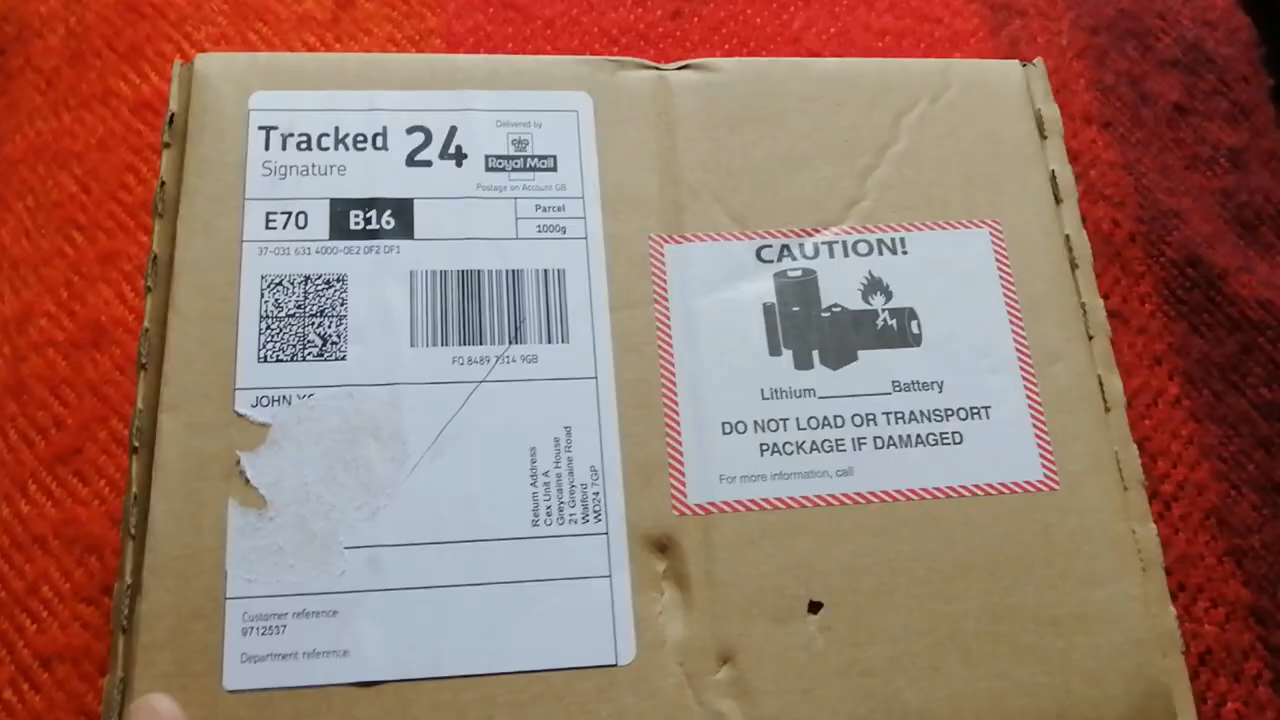 Tracked 24
Signature
Delivered by
Royal Mail
Postage on Account GB
E70 B16
Parcel
1000g
37-031 631 4000-0E2 0F2 DF1
FQ 8489 7314 9GB
JOHN
Return Address
Cex Unit A
Greycaine House
21 Greycaine Road
Watford
WD24 7GP
Customer reference:
9712537
Department reference:
CAUTION!
Lithium________Battery
DO NOT LOAD OR TRANSPORT
PACKAGE IF DAMAGED
For more information, call